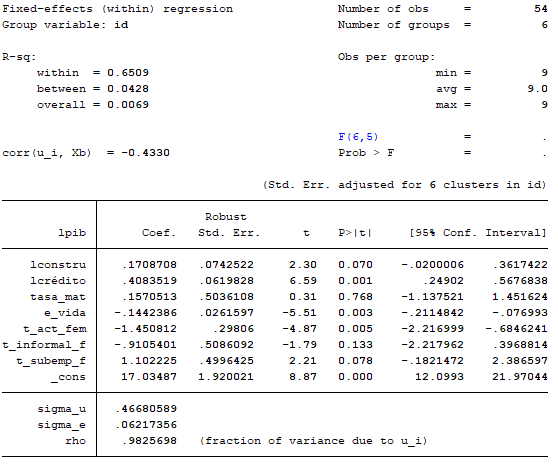 Fixed-effects (within) regression               Number of obs     =         54
Group variable: id                              Number of groups  =          6
R-sq:                                           Obs per group:
     within  = 0.6509                                         min =          9
     between = 0.0428                                         avg =        9.0
     overall = 0.0069                                         max =          9
                                                F(6,5)            =          .
corr(u_i, Xb)  = -0.4330                        Prob > F          =          .
(Std. Err. adjusted for 6 clusters in id)
Robust
lpib | Coef. Std. Err. t P>|t| [95% Conf. Interval]
lconstru | .1708708 .0742522 2.30 0.070 -.0200006 .3617422
lcrédito | .4083519 .0619828 6.59 0.001 .24902 .5676838
tasa_mat | .1570513 .5036108 0.31 0.768 -1.137521 1.451624
e_vida | -.1442386 .0261597 -5.51 0.003 -.2114842 -.076993
t_act_fem | -1.450812 .29806 -4.87 0.005 -2.216999 -.6846241
t_informal_f | -.9105401 .5086092 -1.79 0.133 -2.217962 .3968814
t_subemp_f | 1.102225 .4996425 2.21 0.078 -.1821472 2.386597
_cons | 17.03487 1.920021 8.87 0.000 12.0993 21.97044
sigma_u | .46680589
sigma_e | .06217356
rho | .9825698 (fraction of variance due to u_i)